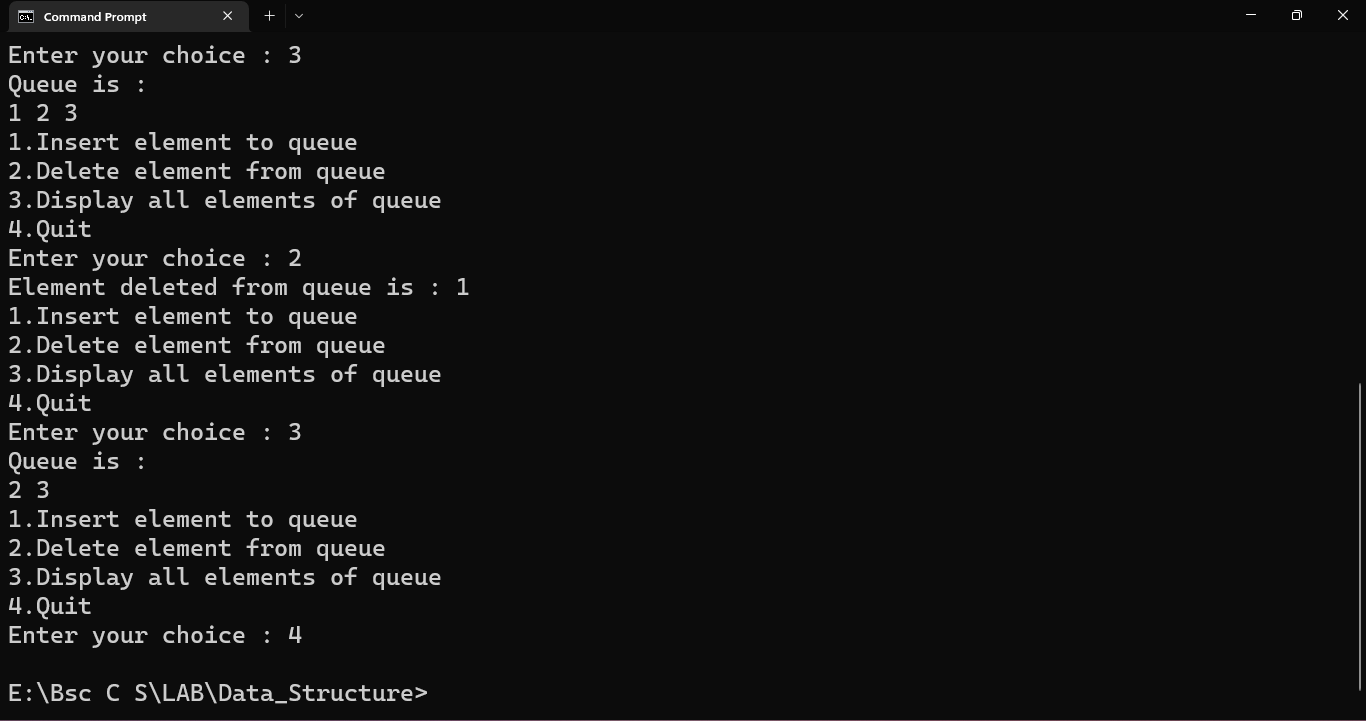 Command Prompt
Enter your choice : 3
Queue is :
1 2 3
1.Insert element to queue
2.Delete element from queue
3.Display all elements of queue
4.Quit
Enter your choice : 2
Element deleted from queue is : 1
1.Insert element to queue
2.Delete element from queue
3.Display all elements of queue
4.Quit
Enter your choice : 3
Queue is :
2 3
1.Insert element to queue
2.Delete element from queue
3.Display all elements of queue
4.Quit
Enter your choice : 4
E:\Bsc C S\LAB\Data_Structure>